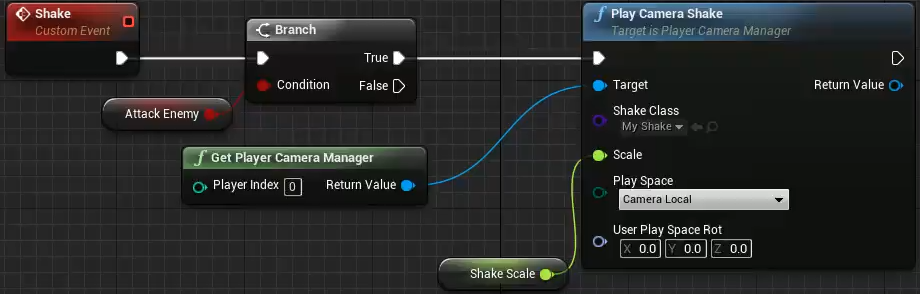 Shake
Custom Event
Branch
True
Condition
False
Attack Enemy
Get Player Camera Manager
Player Index 0
Return Value
Shake Scale
Play Camera Shake
Target is Player Camera Manager
Target
Return Value
Shake Class
My Shake
Scale
Play Space
Camera Local
User Play Space Rot
X 0.0 Y 0.0 Z 0.0